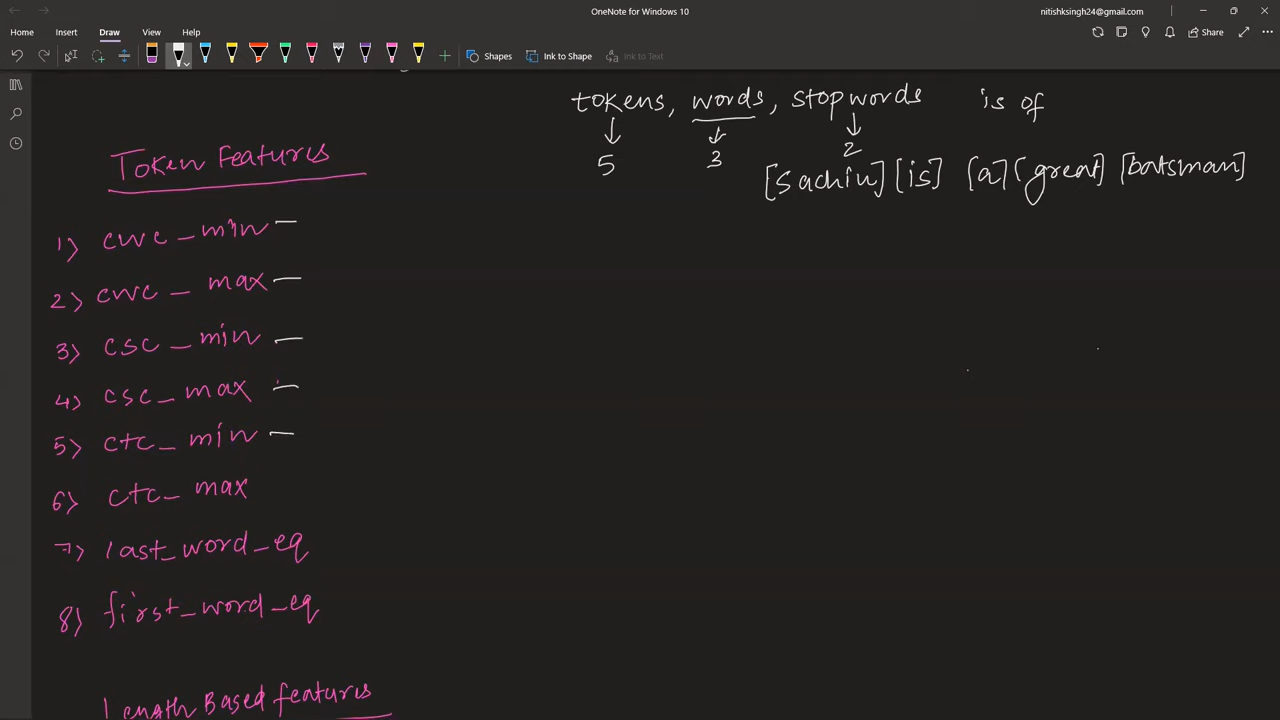 OneNote for Windows 10
nitishksingh24@gmail.com
Home Insert Draw View Help
Share
Shapes Ink to Shape Ink to Text
tokens, words, stopwords is of
5 3 2
[Sachin] [is] [a] [great] [batsman]
Token Features
1) cwc_min
2) cwc_max
3) csc_min
4) csc_max
5) ctc_min
6) ctc_max
7) last_word_eq
8) first_word_eq
Length Based features